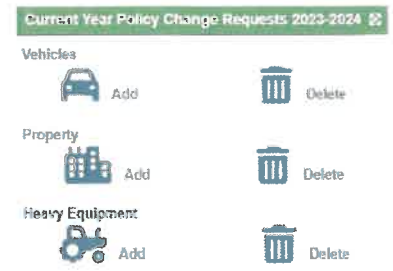 Current Year Policy Change Requests 2023-2024
Vehicles
Add Delete
Property
Add Delete
Heavy Equipment
Add Delete